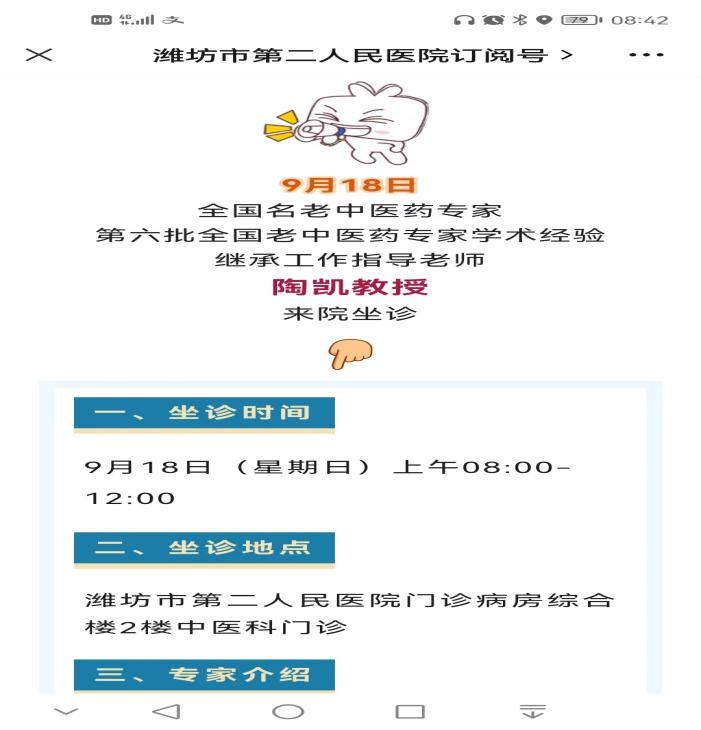 HD 4G 79 08:42
潍坊市第二人民医院订阅号 >
9月18日
全国名老中医药专家
第六批全国老中医药专家学术经验
继承工作指导老师
陶凯教授
来院坐诊
一、坐诊时间
9月18日（星期日）上午08:00-
12:00
二、坐诊地点
潍坊市第二人民医院门诊病房综合
楼2楼中医科门诊
三、专家介绍